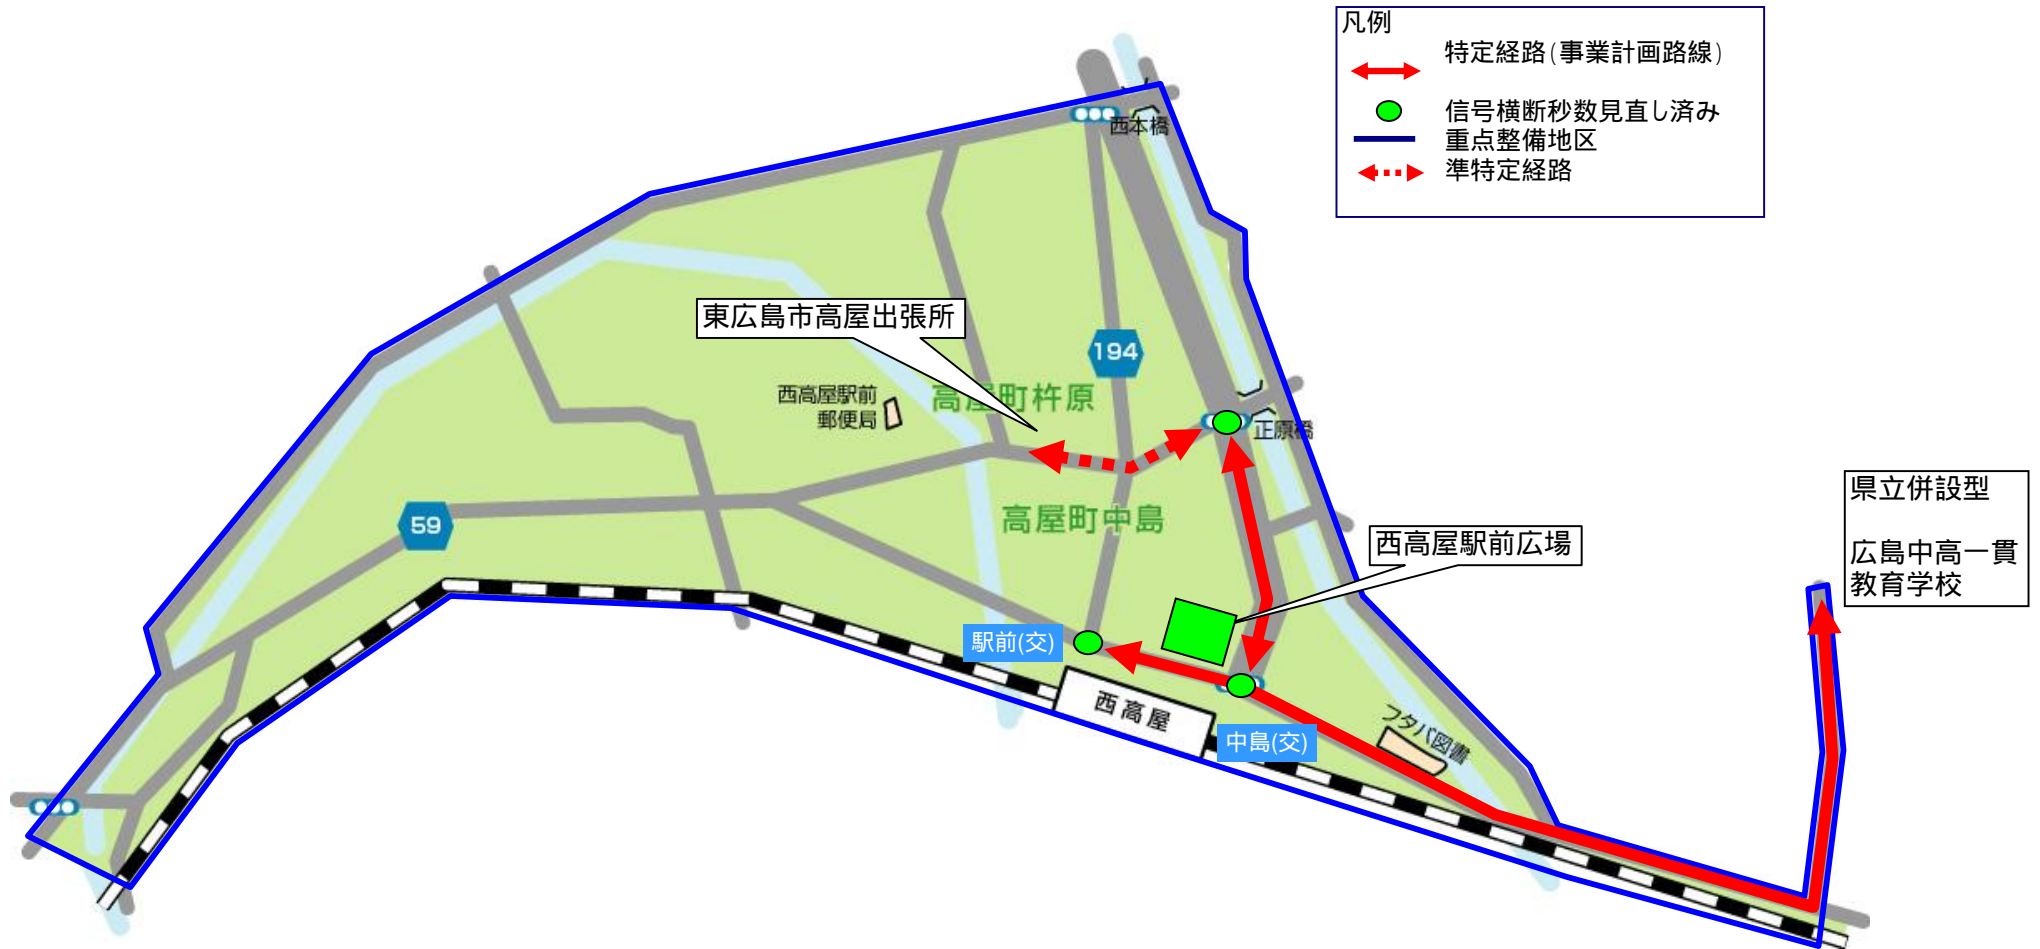 凡例
特定経路(事業計画路線)
信号横断秒数見直し済み
重点整備地区
準特定経路
西本橋
東広島市高屋出張所
194
西高屋駅前
郵便局
高屋町杵原
正原橋
59
高屋町中島
県立併設型
広島中高一貫
教育学校
西高屋駅前広場
駅前(交)
西高屋
中島(交)
フタバ図書